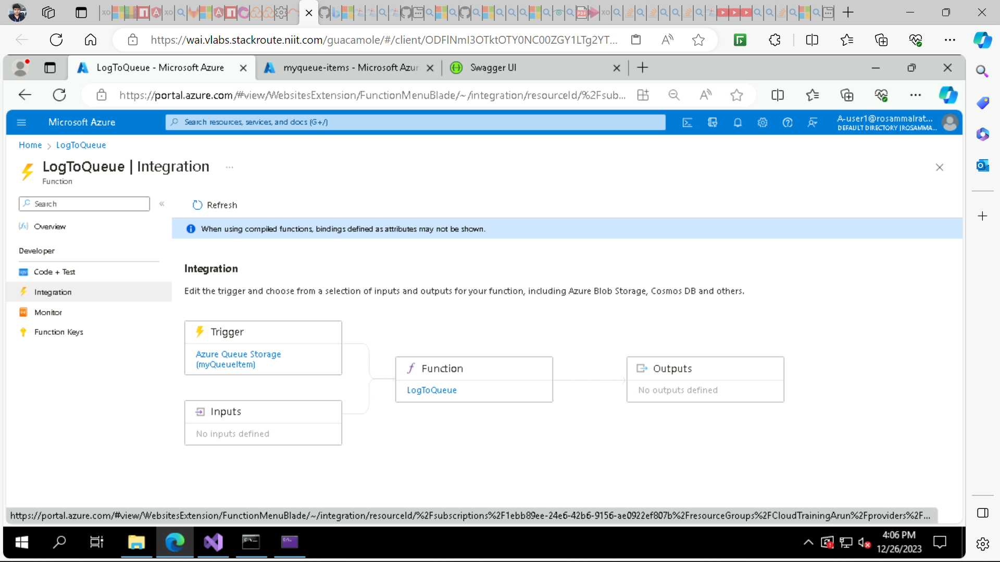 https://wai.vlabs.stackroute.niit.com/guacamole/#/client/ODFlNmI3OTktOTY0NC00ZGY1LTg2YT...
LogToQueue - Microsoft Azure
myqueue-items - Microsoft Azur
Swagger UI
https://portal.azure.com/#view/WebsitesExtension/FunctionMenuBlade/~/integration/resourceId/%2Fsub...
Microsoft Azure
Search resources, services, and docs (G+/)
A-user1@rosammalrat...
DEFAULT DIRECTORY (ROSAMMA...
Home > LogToQueue
LogToQueue | Integration ...
Function
Search
«
Refresh
Overview
When using compiled functions, bindings defined as attributes may not be shown.
Developer
Code + Test
Integration
Monitor
Function Keys
Integration
Edit the trigger and choose from a selection of inputs and outputs for your function, including Azure Blob Storage, Cosmos DB and others.
Trigger
Azure Queue Storage
(myQueueItem)
Function
LogToQueue
Outputs
No outputs defined
Inputs
No inputs defined
https://portal.azure.com/#view/WebsitesExtension/FunctionMenuBlade/~/integration/resourceId/%2Fsubscriptions%2F1ebb89ee-24e6-42b6-9156-ae0922ef807b%2FresourceGroups%2FCloudTrainingArun%2Fproviders%2F...
4:06 PM
12/26/2023